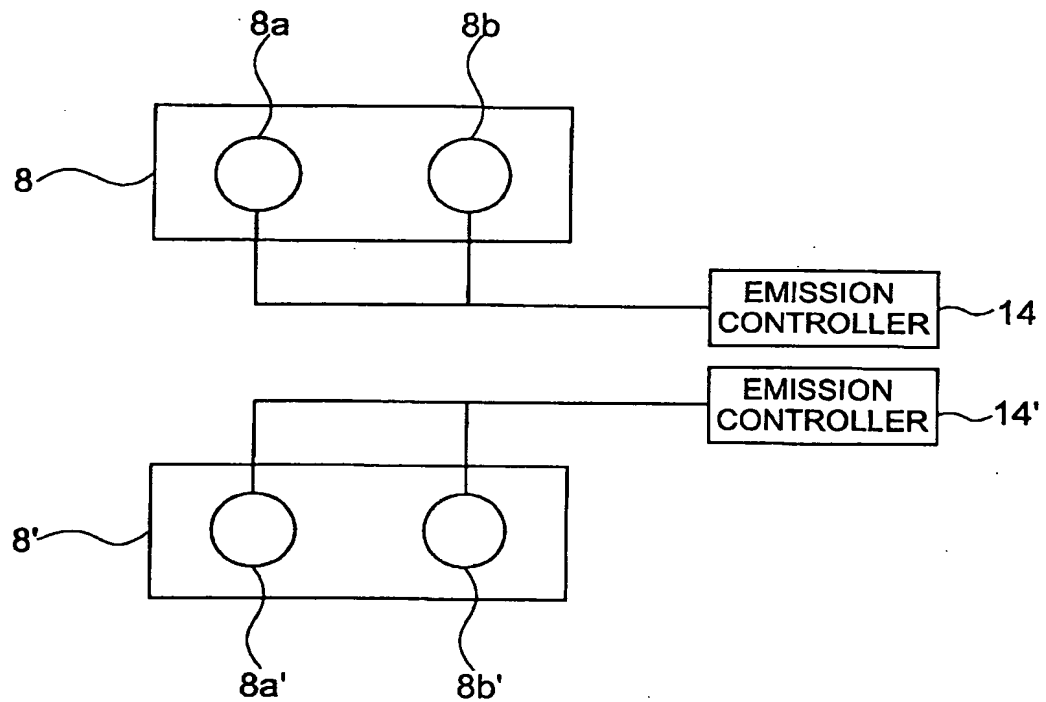 8a
8b
8
EMISSION
CONTROLLER
14
EMISSION
CONTROLLER
14'
8'
8a'
8b'